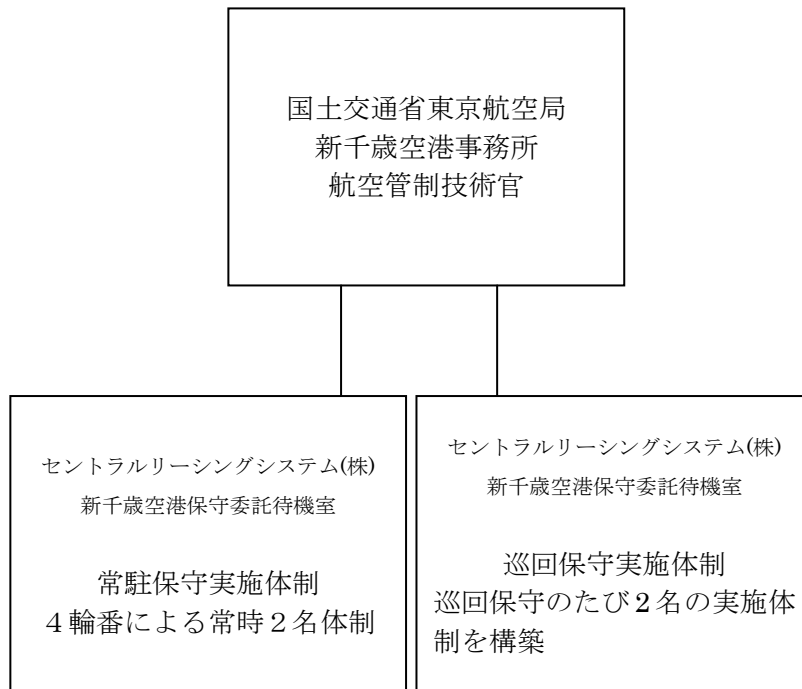 国土交通省東京航空局
新千歳空港事務所
航空管制技術官
セントラルリーシングシステム(株)
新千歳空港保守委託待機室
常駐保守実施体制
４輪番による常時２名体制
セントラルリーシングシステム(株)
新千歳空港保守委託待機室
巡回保守実施体制
巡回保守のたび２名の実施体
制を構築